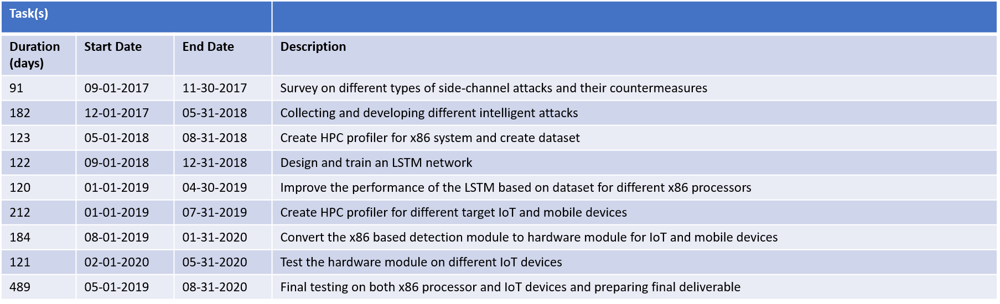 Task(s)
Duration (days) Start Date End Date Description
91 09-01-2017 11-30-2017 Survey on different types of side-channel attacks and their countermeasures
182 12-01-2017 05-31-2018 Collecting and developing different intelligent attacks
123 05-01-2018 08-31-2018 Create HPC profiler for x86 system and create dataset
122 09-01-2018 12-31-2018 Design and train an LSTM network
120 01-01-2019 04-30-2019 Improve the performance of the LSTM based on dataset for different x86 processors
212 01-01-2019 07-31-2019 Create HPC profiler for different target IoT and mobile devices
184 08-01-2019 01-31-2020 Convert the x86 based detection module to hardware module for IoT and mobile devices
121 02-01-2020 05-31-2020 Test the hardware module on different IoT devices
489 05-01-2019 08-31-2020 Final testing on both x86 processor and IoT devices and preparing final deliverable